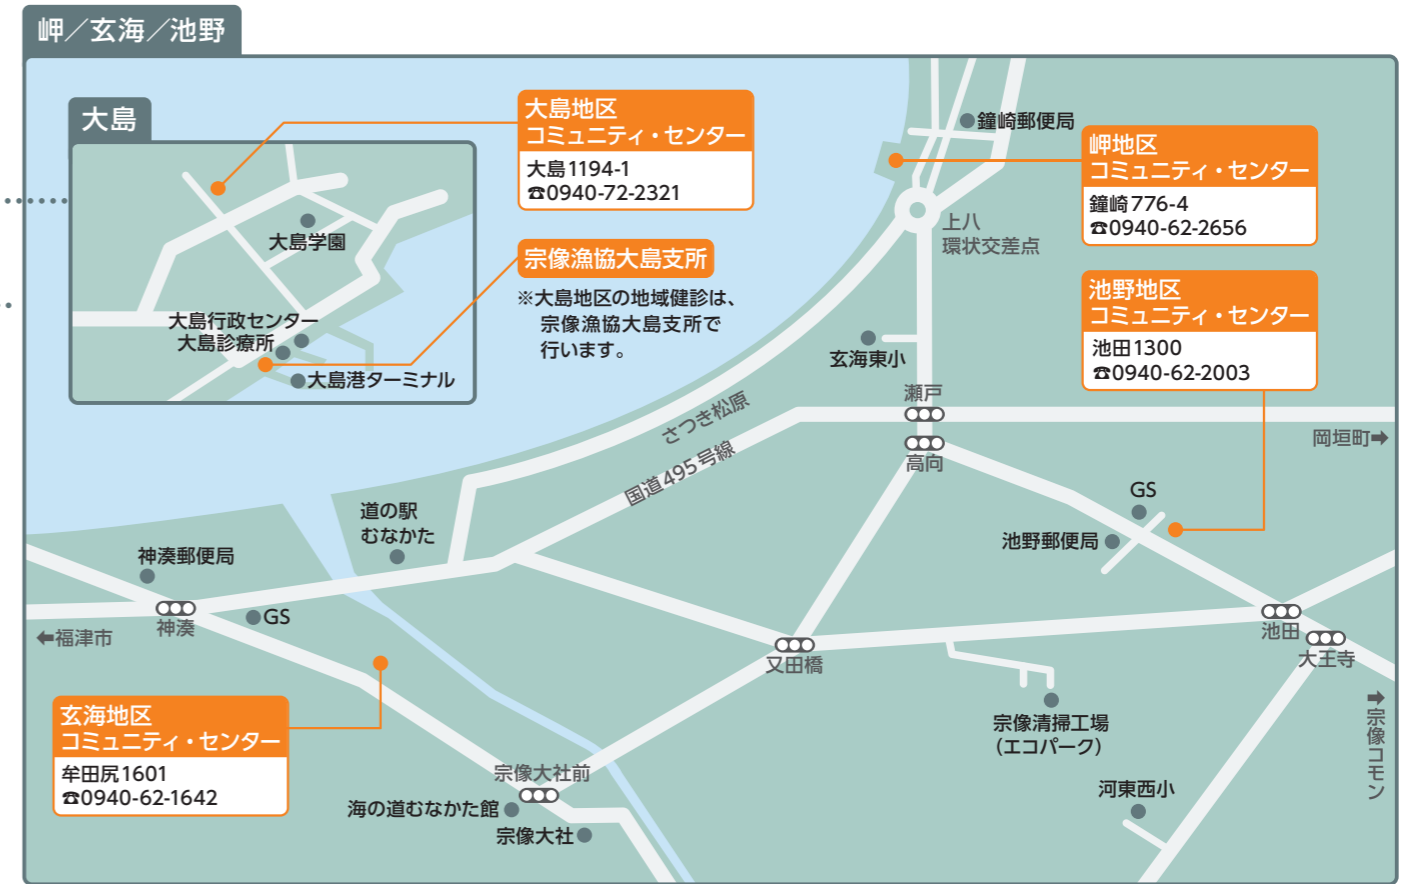 岬／玄海／池野
大島
大島地区
コミュニティ・センター
大島1194-1
☎0940-72-2321
大島学園
宗像漁協大島支所
※大島地区の地域健診は、
宗像漁協大島支所で
行います。
大島行政センター
大島診療所
大島港ターミナル
鐘崎郵便局
岬地区
コミュニティ・センター
鐘崎776-4
☎0940-62-2656
上八
環状交差点
池野地区
コミュニティ・センター
池田1300
☎0940-62-2003
玄海東小
瀬戸
高向
さつき松原
国道495号線
岡垣町➡
GS
池野郵便局
道の駅
むなかた
神湊郵便局
GS
神湊
⬅福津市
又田橋
池田
大王寺
➡宗像コモン
宗像清掃工場
（エコパーク）
玄海地区
コミュニティ・センター
牟田尻1601
☎0940-62-1642
宗像大社前
海の道むなかた館
宗像大社
河東西小